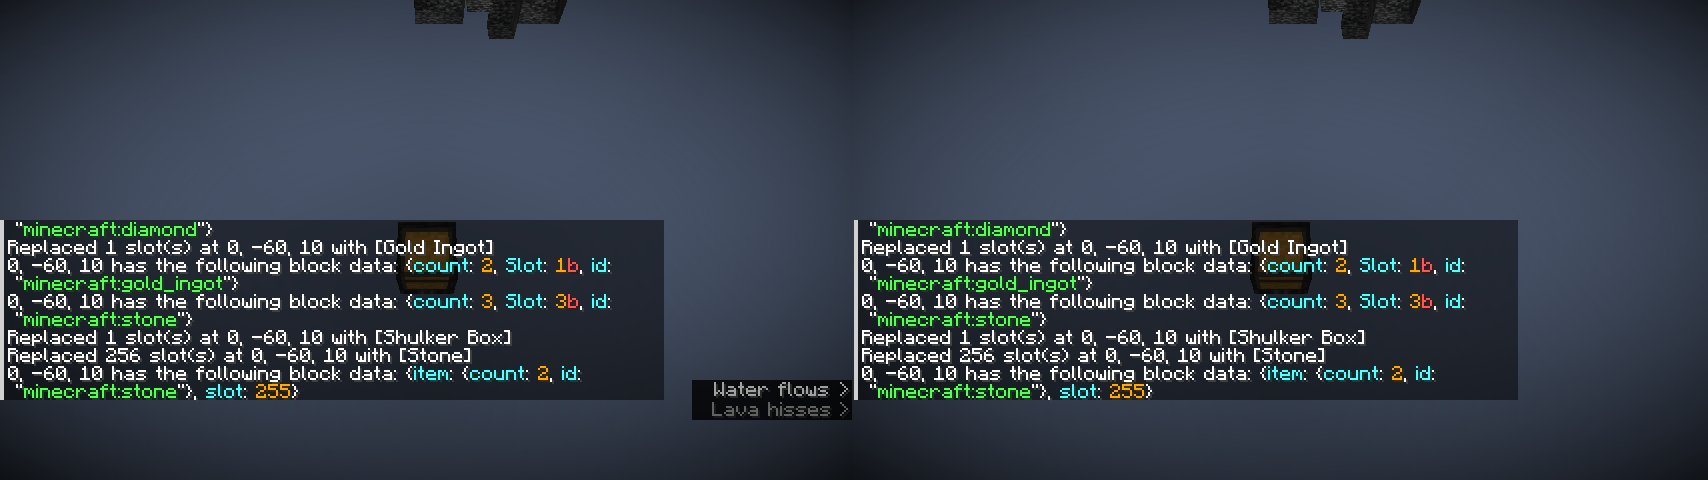 "minecraft:diamond"}
Replaced 1 slot(s) at 0, -60, 10 with [Gold Ingot]
0, -60, 10 has the following block data: {count: 2, Slot: 1b, id:
"minecraft:gold_ingot"}
0, -60, 10 has the following block data: {count: 3, Slot: 3b, id:
"minecraft:stone"}
Replaced 1 slot(s) at 0, -60, 10 with [Shulker Box]
Replaced 256 slot(s) at 0, -60, 10 with [Stone]
0, -60, 10 has the following block data: {item: {count: 2, id:
"minecraft:stone"}, slot: 255}
Water flows >
Lava hisses >
"minecraft:diamond"}
Replaced 1 slot(s) at 0, -60, 10 with [Gold Ingot]
0, -60, 10 has the following block data: {count: 2, Slot: 1b, id:
"minecraft:gold_ingot"}
0, -60, 10 has the following block data: {count: 3, Slot: 3b, id:
"minecraft:stone"}
Replaced 1 slot(s) at 0, -60, 10 with [Shulker Box]
Replaced 256 slot(s) at 0, -60, 10 with [Stone]
0, -60, 10 has the following block data: {item: {count: 2, id:
"minecraft:stone"}, slot: 255}